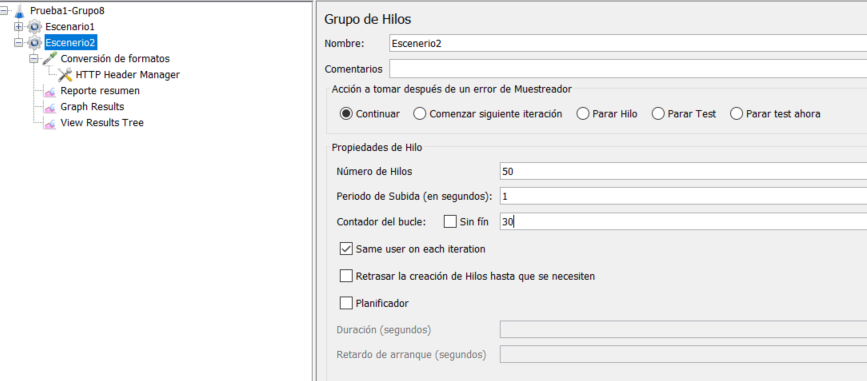 Prueba1-Grupo8
Escenario1
Escenerio2
Conversión de formatos
HTTP Header Manager
Reporte resumen
Graph Results
View Results Tree
Grupo de Hilos
Nombre: Escenerio2
Comentarios
Acción a tomar después de un error de Muestreador
Continuar Comenzar siguiente iteración Parar Hilo Parar Test Parar test ahora
Propiedades de Hilo
Número de Hilos 50
Periodo de Subida (en segundos): 1
Contador del bucle: Sin fín 30
Same user on each iteration
Retrasar la creación de Hilos hasta que se necesiten
Planificador
Duración (segundos)
Retardo de arranque (segundos)